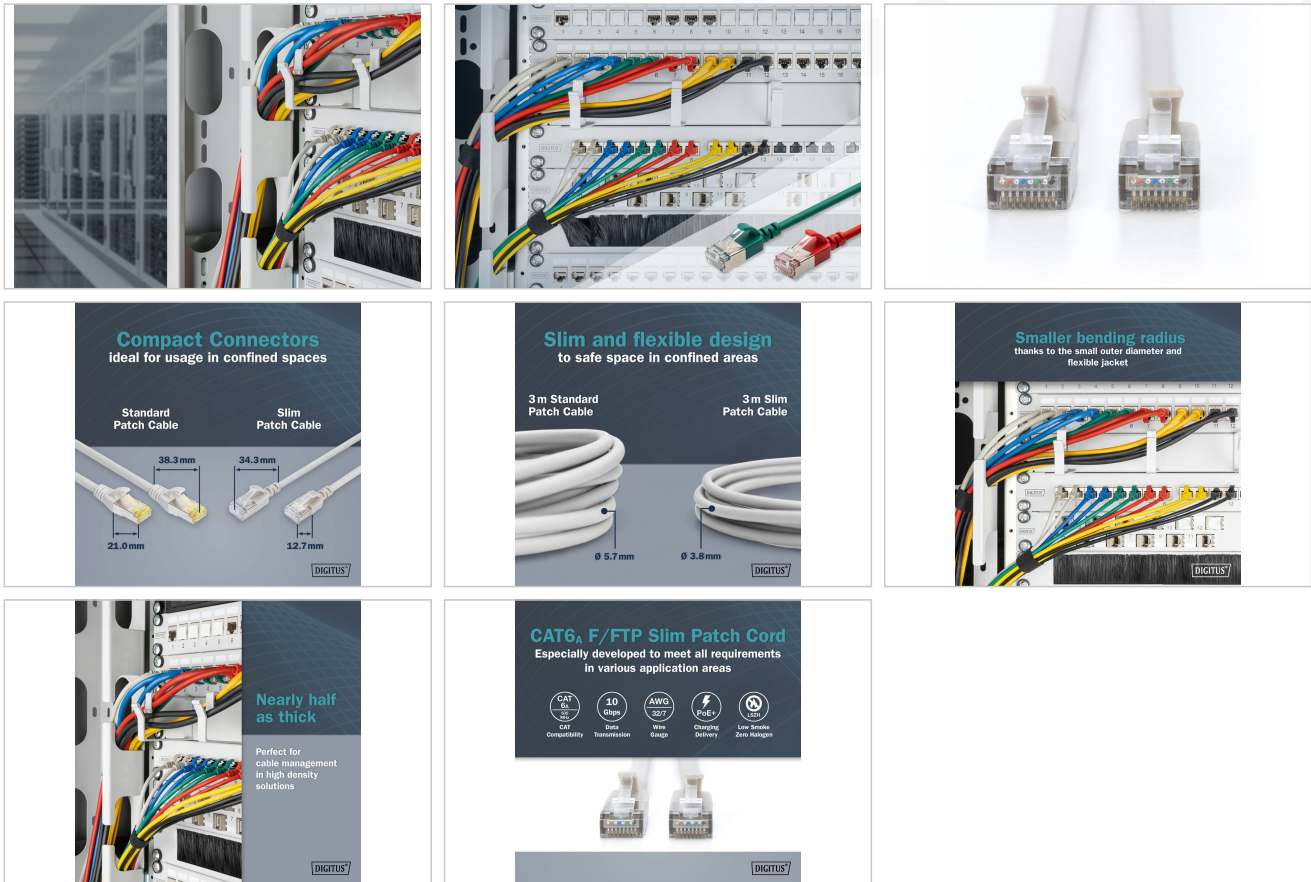 Compact Connectors
ideal for usage in confined spaces
Standard
Patch Cable
Slim
Patch Cable
38.3 mm
34.3 mm
21.0 mm
12.7 mm
DIGITUS®
Slim and flexible design
to safe space in confined areas
3 m Standard
Patch Cable
3 m Slim
Patch Cable
Ø 5.7 mm
Ø 3.8 mm
DIGITUS®
Smaller bending radius
thanks to the small outer diameter and
flexible jacket
DIGITUS®
Nearly half
as thick
Perfect for
cable management
in high density
solutions
DIGITUS®
CAT6A F/FTP Slim Patch Cord
Especially developed to meet all requirements
in various application areas
CAT
6A
500
MHz
CAT
Compatibility
10
Gbps
Data
Transmission
AWG
32/7
Wire
Gauge
PoE+
Charging
Delivery
LSZH
Low Smoke
Zero Halogen
DIGITUS®